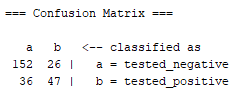 === Confusion Matrix ===
a b <-- classified as
152 26 | a = tested_negative
36 47 | b = tested_positive